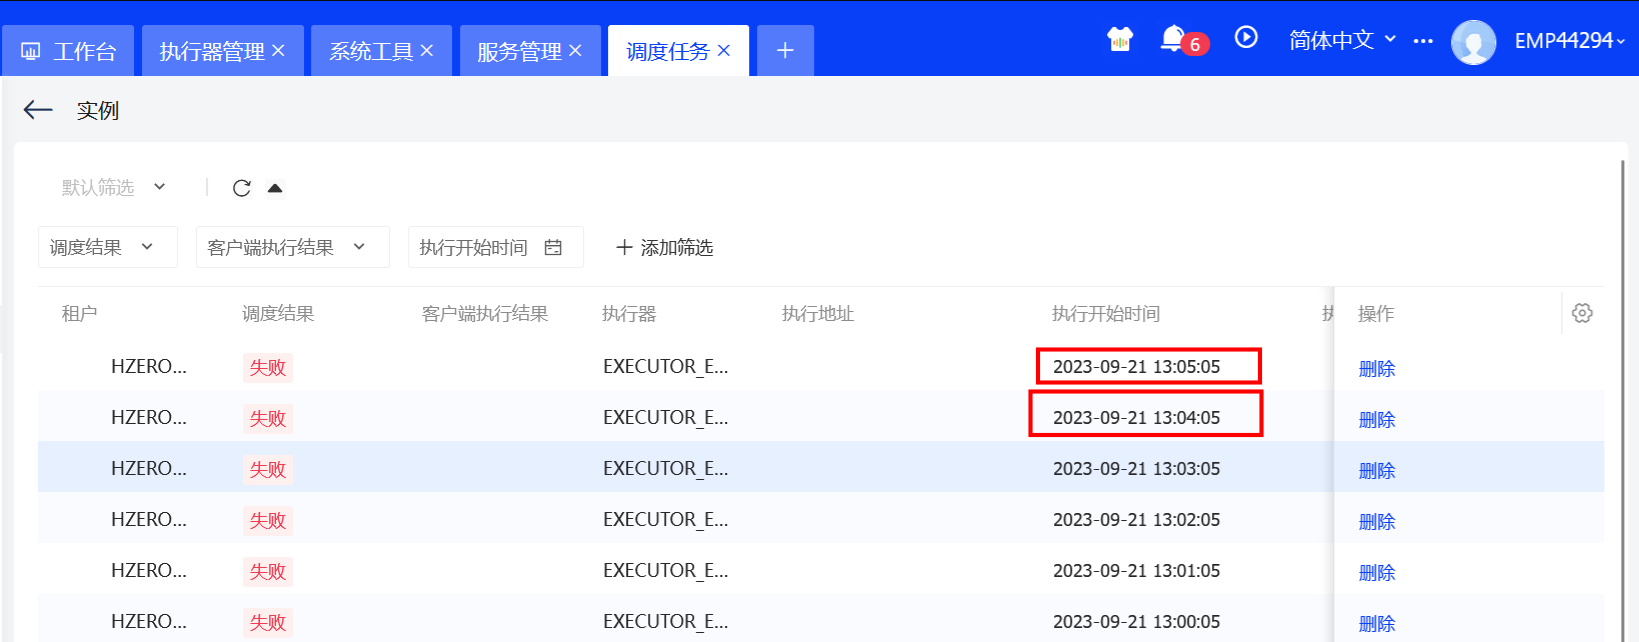 工作台 执行器管理 系统工具 服务管理 调度任务 6 简体中文 EMP44294
实例
默认筛选
调度结果 客户端执行结果 执行开始时间 添加筛选
租户 调度结果 客户端执行结果 执行器 执行地址 执行开始时间 操作
HZERO... 失败 EXECUTOR_E... 2023-09-21 13:05:05 删除
HZERO... 失败 EXECUTOR_E... 2023-09-21 13:04:05 删除
HZERO... 失败 EXECUTOR_E... 2023-09-21 13:03:05 删除
HZERO... 失败 EXECUTOR_E... 2023-09-21 13:02:05 删除
HZERO... 失败 EXECUTOR_E... 2023-09-21 13:01:05 删除
HZERO... 失败 EXECUTOR_E... 2023-09-21 13:00:05 删除